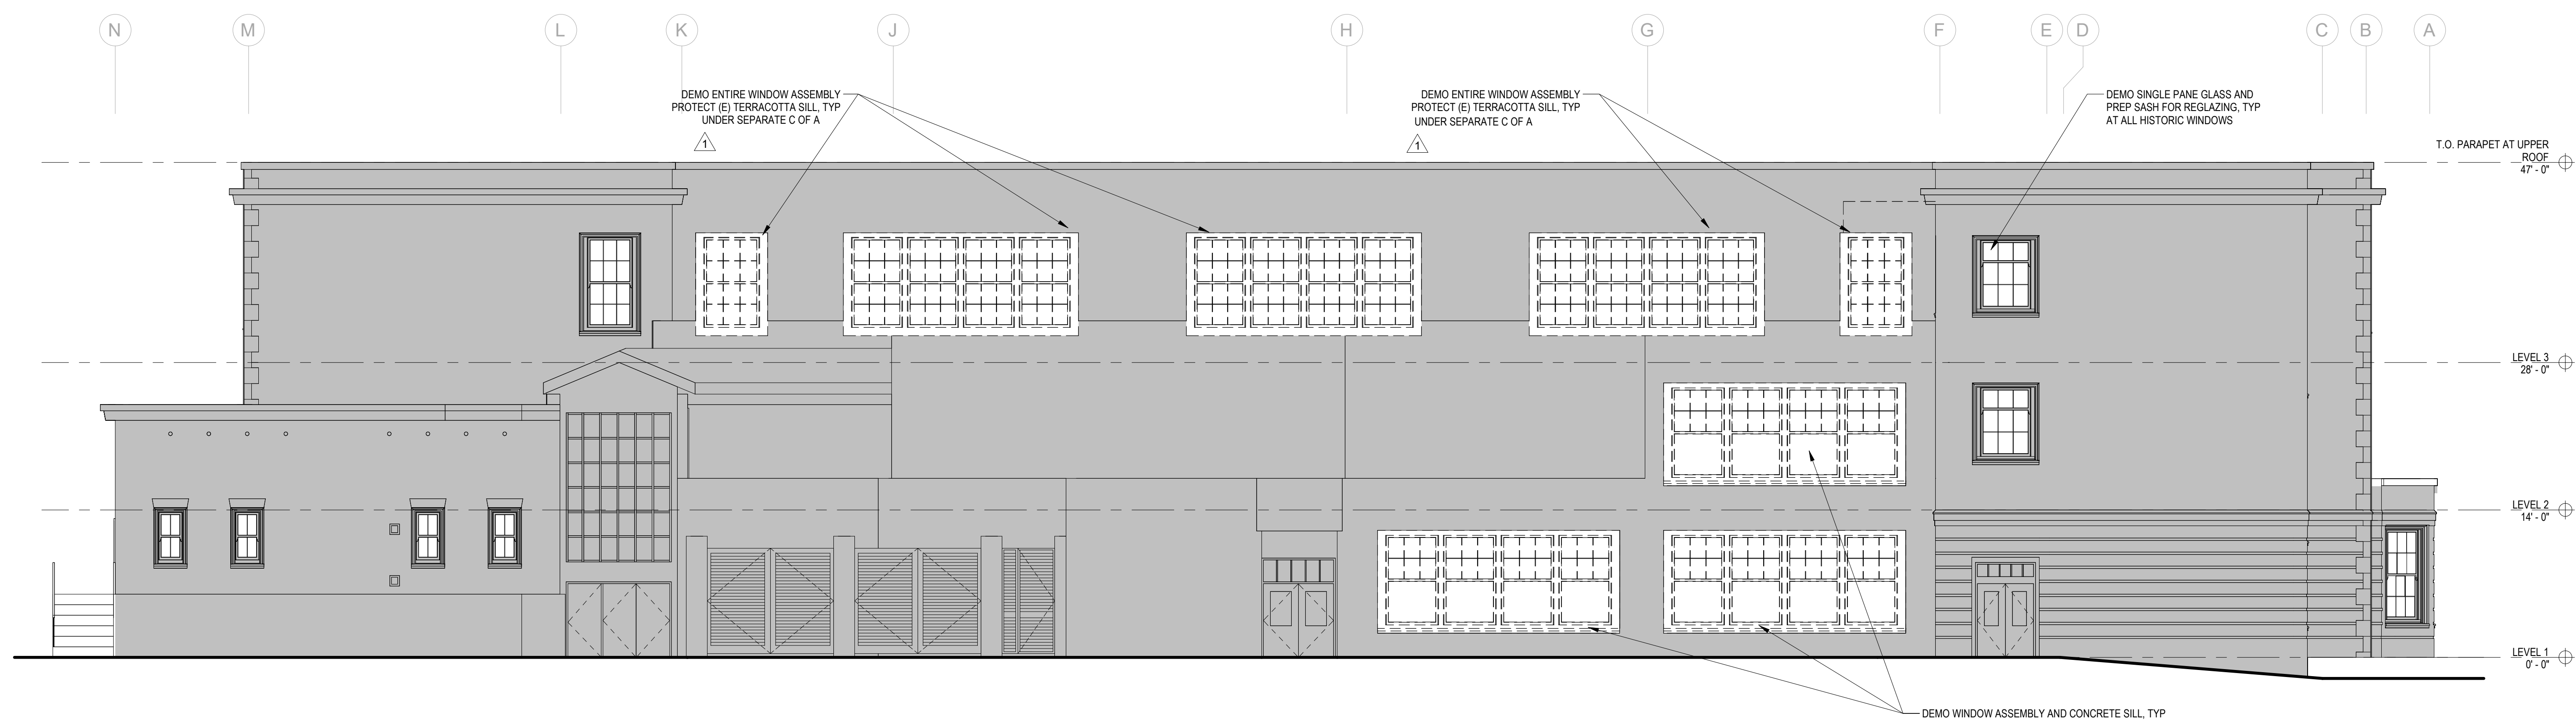 N
M
L
K
J
H
G
F
E
D
C
B
A
DEMO ENTIRE WINDOW ASSEMBLY
PROTECT (E) TERRACOTTA SILL, TYP
UNDER SEPARATE C OF A
1
DEMO ENTIRE WINDOW ASSEMBLY
PROTECT (E) TERRACOTTA SILL, TYP
UNDER SEPARATE C OF A
1
DEMO SINGLE PANE GLASS AND
PREP SASH FOR REGLAZING, TYP
AT ALL HISTORIC WINDOWS
T.O. PARAPET AT UPPER
ROOF
47' - 0"
LEVEL 3
28' - 0"
LEVEL 2
14' - 0"
LEVEL 1
0' - 0"
DEMO WINDOW ASSEMBLY AND CONCRETE SILL, TYP